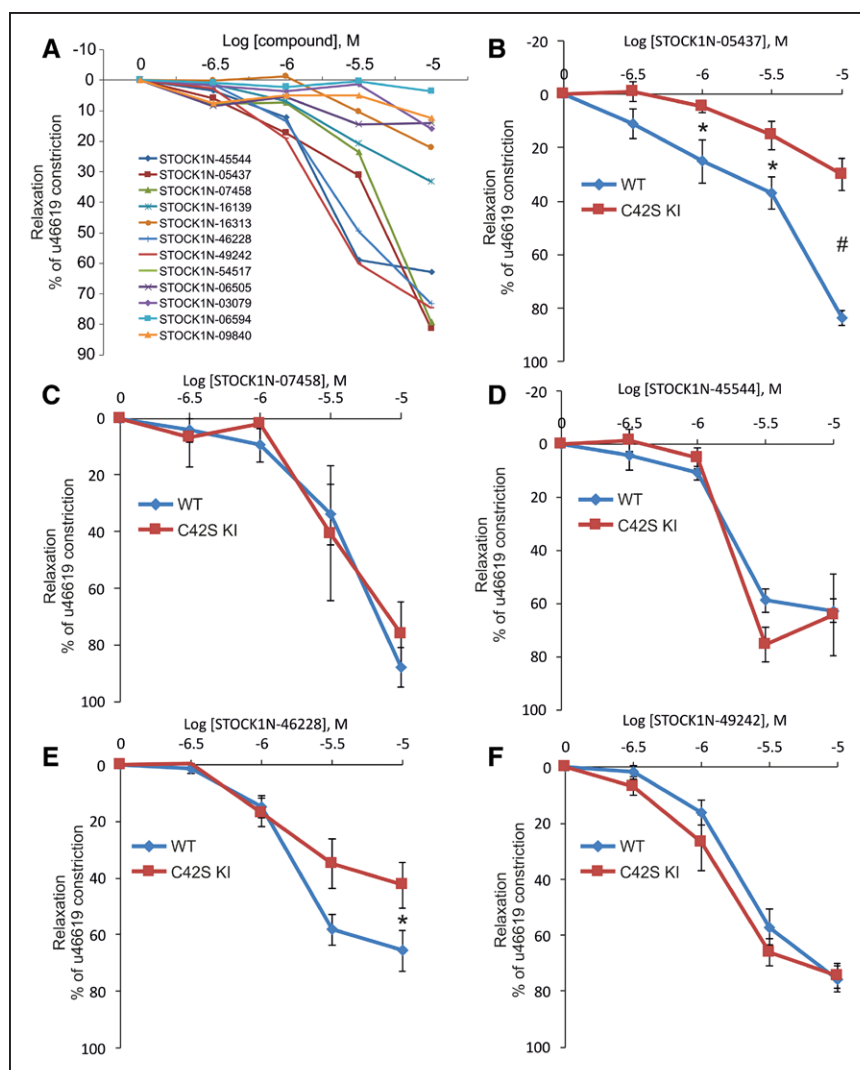 A
Log [compound], M
-6.5 -6 -5.5 -5
-10
0
10
20
30
40
50
60
70
80
90
0
Relaxation
% of u46619 constriction
STOCK1N-45544
STOCK1N-05437
STOCK1N-07458
STOCK1N-16139
STOCK1N-16313
STOCK1N-46228
STOCK1N-49242
STOCK1N-54517
STOCK1N-06505
STOCK1N-03079
STOCK1N-06594
STOCK1N-09840
B
Log [STOCK1N-05437], M
0 -6.5 -6 -5.5 -5
-20
0
20
40
60
80
100
Relaxation
% of u46619 constriction
WT
C42S KI
*
*
#
C
Log [STOCK1N-07458], M
0 -6.5 -6 -5.5 -5
0
20
40
60
80
100
Relaxation
% of u46619 constriction
WT
C42S KI
D
Log [STOCK1N-45544], M
0 -6.5 -6 -5.5 -5
-20
0
20
40
60
80
100
Relaxation
% of u46619 constriction
WT
C42S KI
E
Log [STOCK1N-46228], M
0 -6.5 -6 -5.5 -5
0
20
40
60
80
100
Relaxation
% of u46619 constriction
WT
C42S KI
*
F
Log [STOCK1N-49242], M
0 -6.5 -6 -5.5 -5
0
20
40
60
80
100
Relaxation
% of u46619 constriction
WT
C42S KI